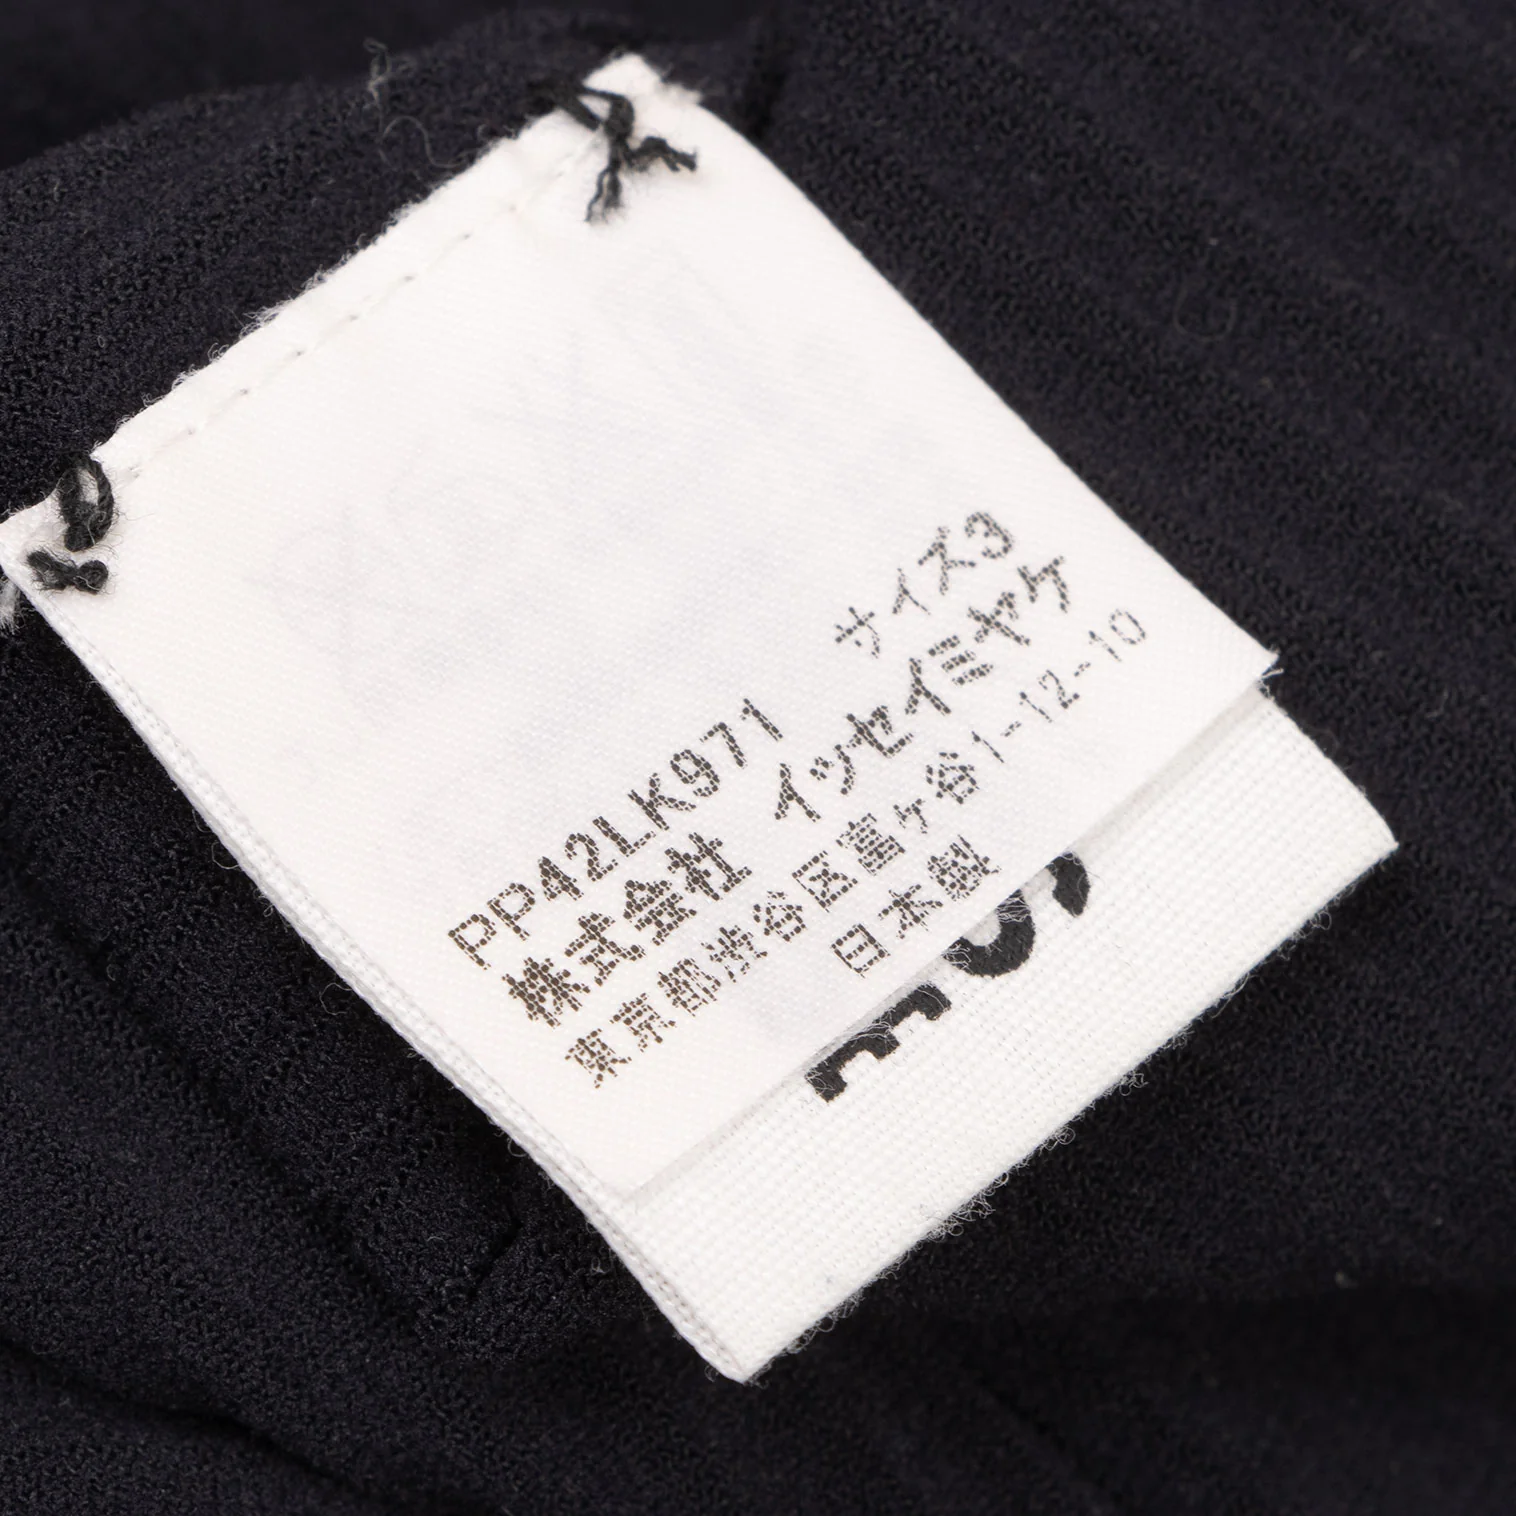 PP42LK971 サイズ3
株式会社 イッセイミヤケ
東京都渋谷区富ヶ谷1-12-10
日本製